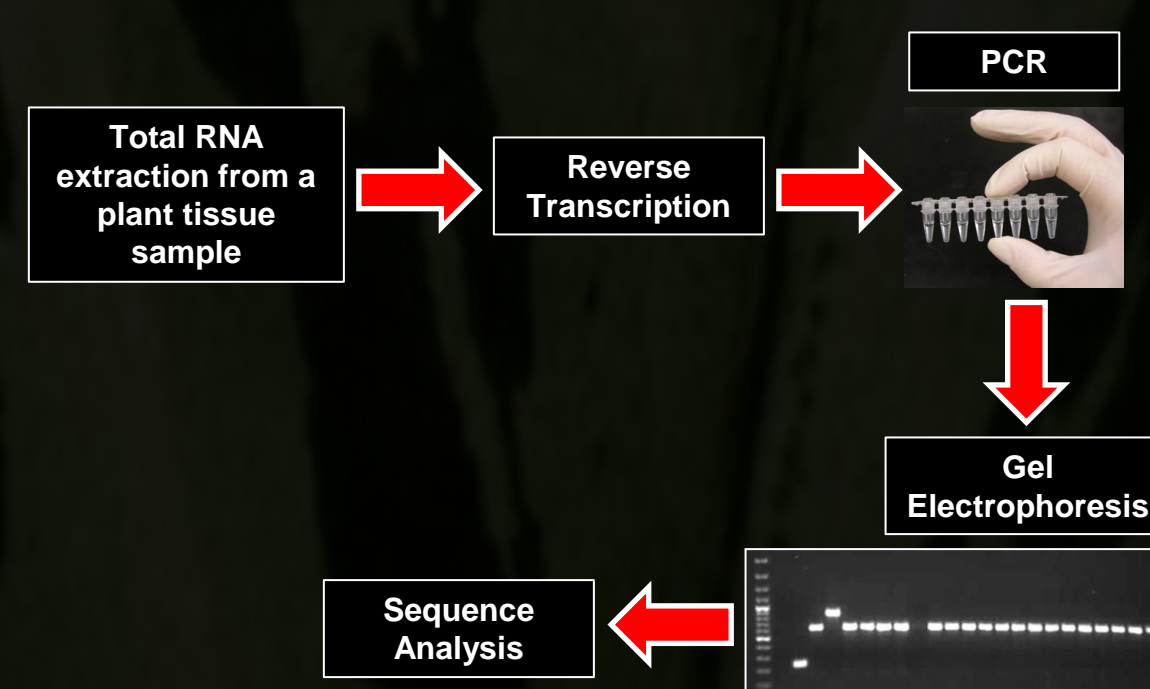 Total RNA
extraction from a
plant tissue
sample
Reverse
Transcription
PCR
Gel
Electrophoresis
Sequence
Analysis